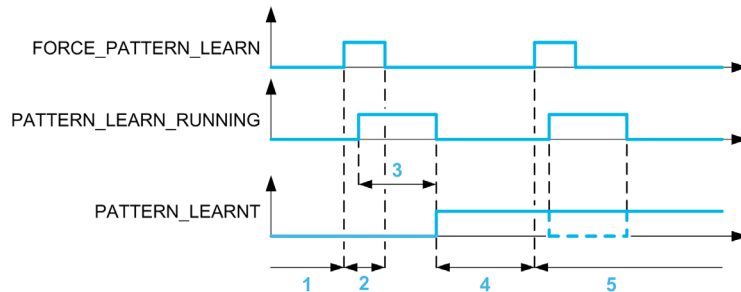 FORCE_PATTERN_LEARN
PATTERN_LEARN_RUNNING
3
PATTERN_LEARNT
1 2 4 5